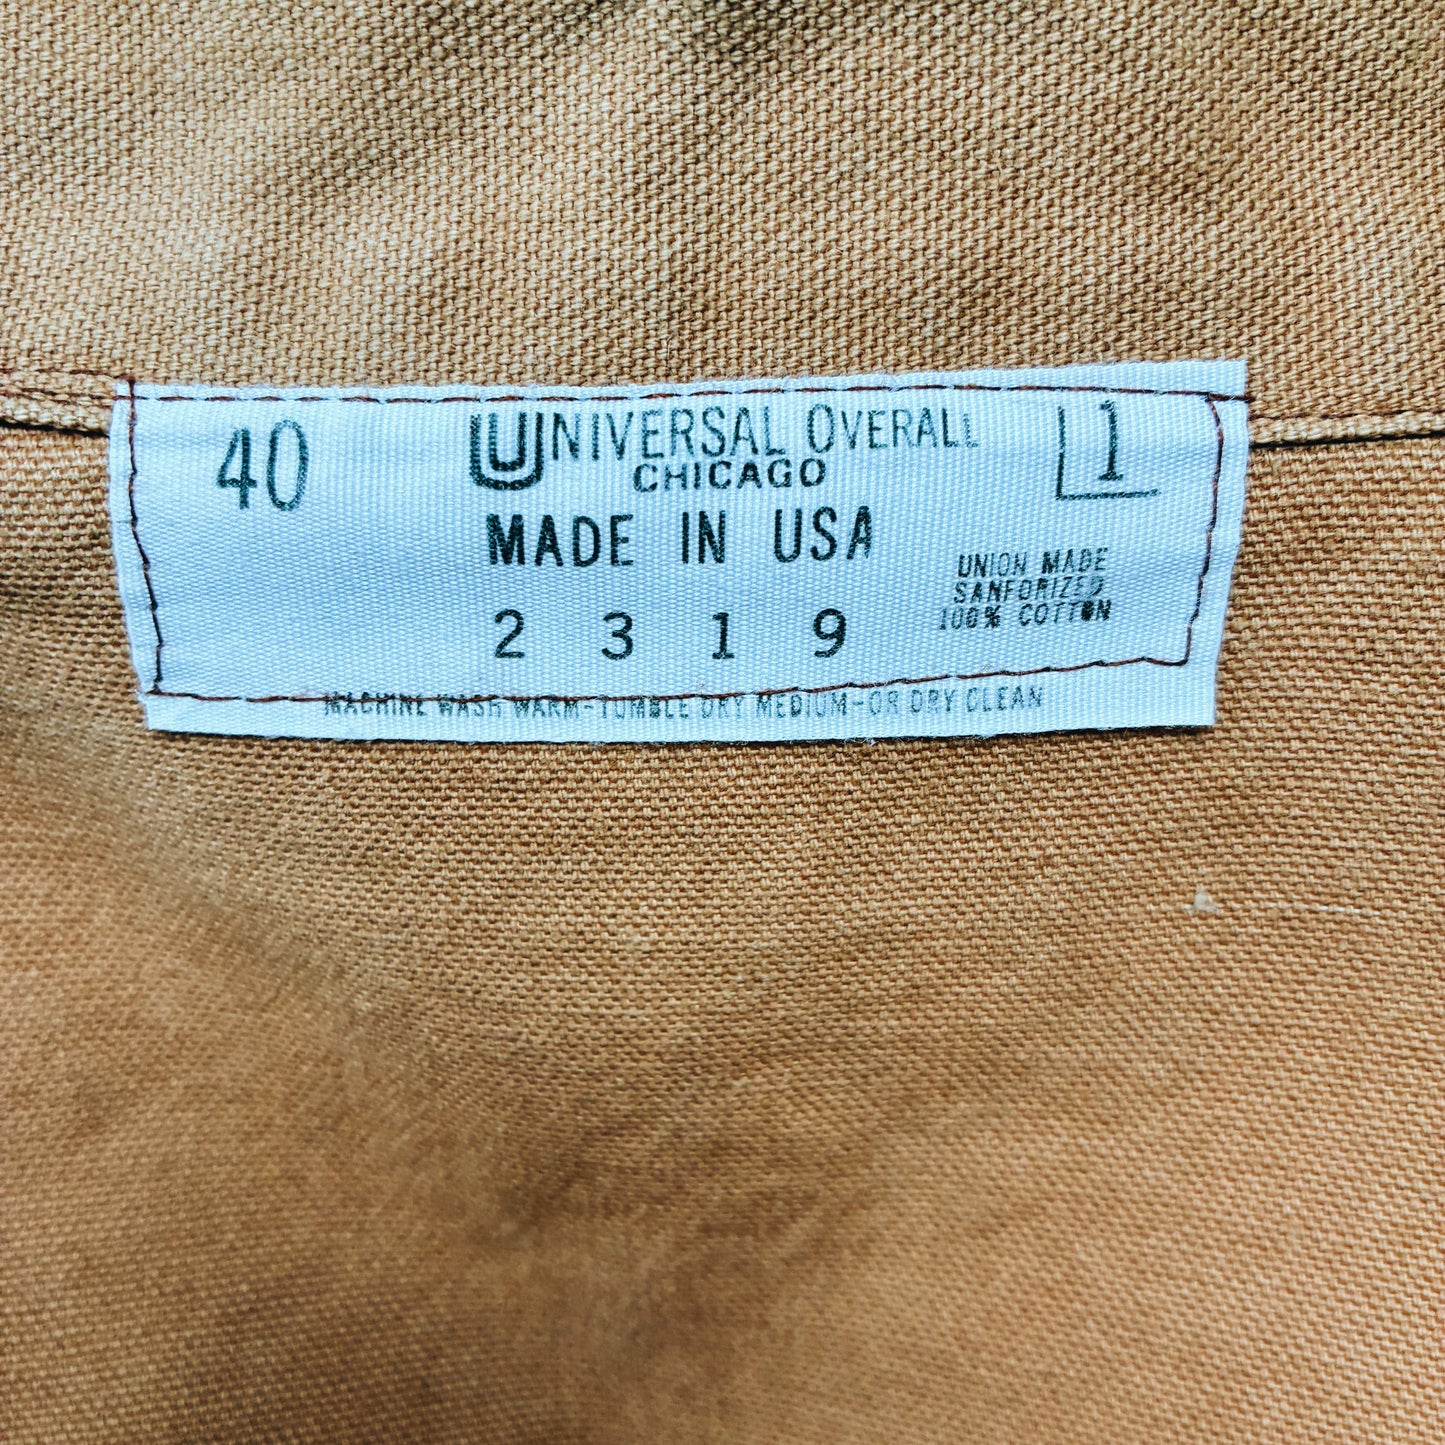 40
UNIVERSAL OVERALL
1
CHICAGO
MADE IN USA
UNION MADE
SANFORIZED
100% COTTON
2 3 1 9
MACHINE WASH WARM-TUMBLE DRY MEDIUM-OR DRY CLEAN